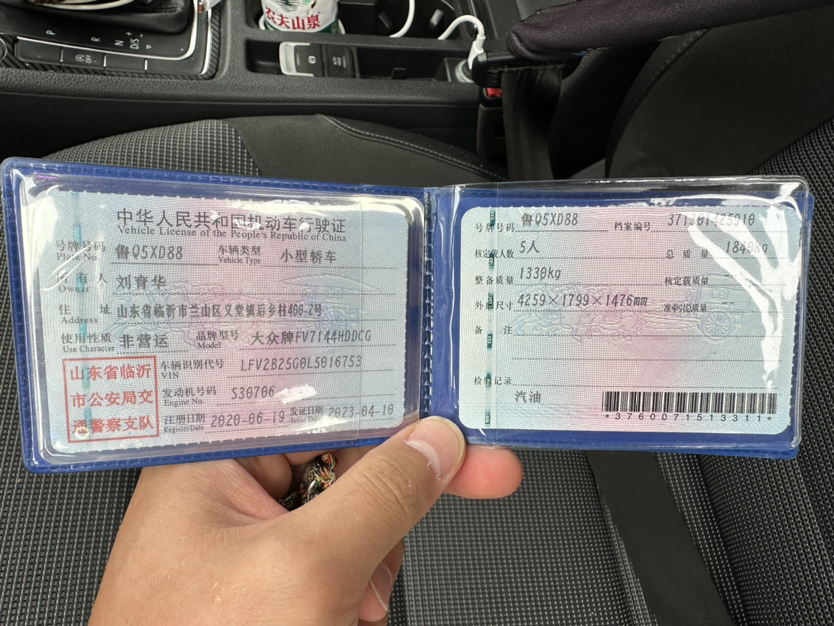 农夫山泉
P
R
N
D/S
中华人民共和国机动车行驶证
Vehicle License of the People's Republic of China
号牌号码 鲁Q5XD88 车辆类型 小型轿车
Plate No. Vehicle Type
所有人 刘育华
Owner
住址 山东省临沂市兰山区义堂镇后乡村460-2号
Address
使用性质 非营运 品牌型号 大众牌FV7144HDDCG
Use Character Model
山东省临沂
市公安局交
通警察支队
车辆识别代号 LFV2B25G0L5016753
VIN
发动机号码 S30706
Engine No.
注册日期 2020-06-19 发证日期 2023-04-10
Register Date Issue Date
号牌号码 鲁Q5XD88 档案编号
核定载人数 5人 总质量 1840kg
整备质量 1330kg 核定载质量 --
外廓尺寸 4259×1799×1476mm 准牵引总质量 --
备注
检验记录
汽油
*3760071513311*